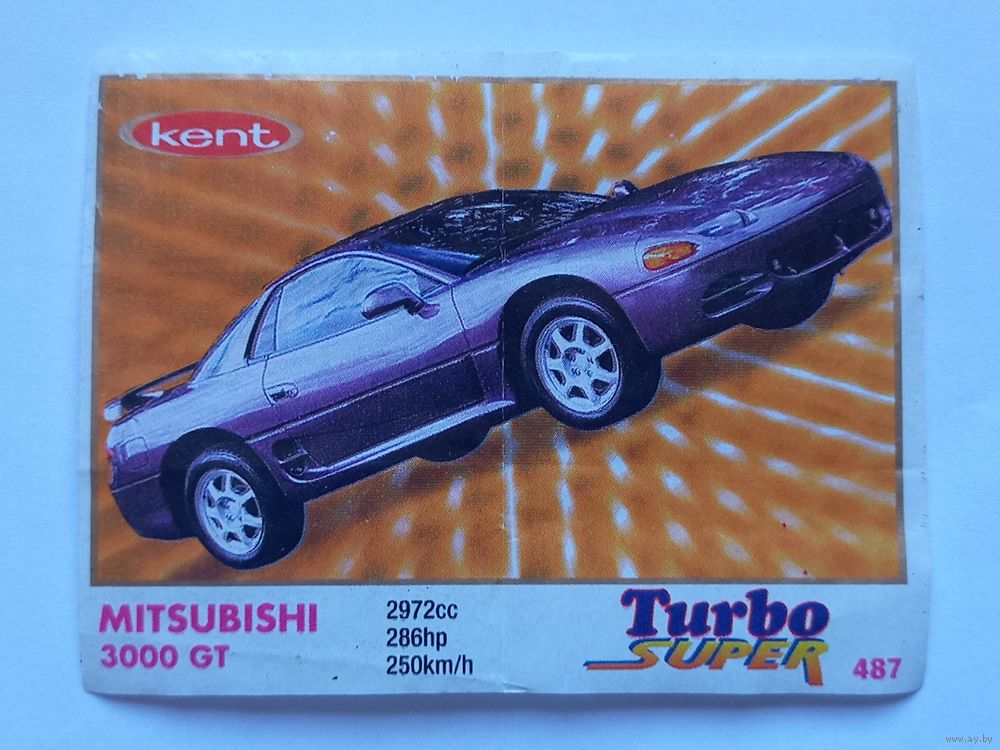 kent
MITSUBISHI
3000 GT
2972cc
286hp
250km/h
Turbo
SUPER
487
www.ay.by